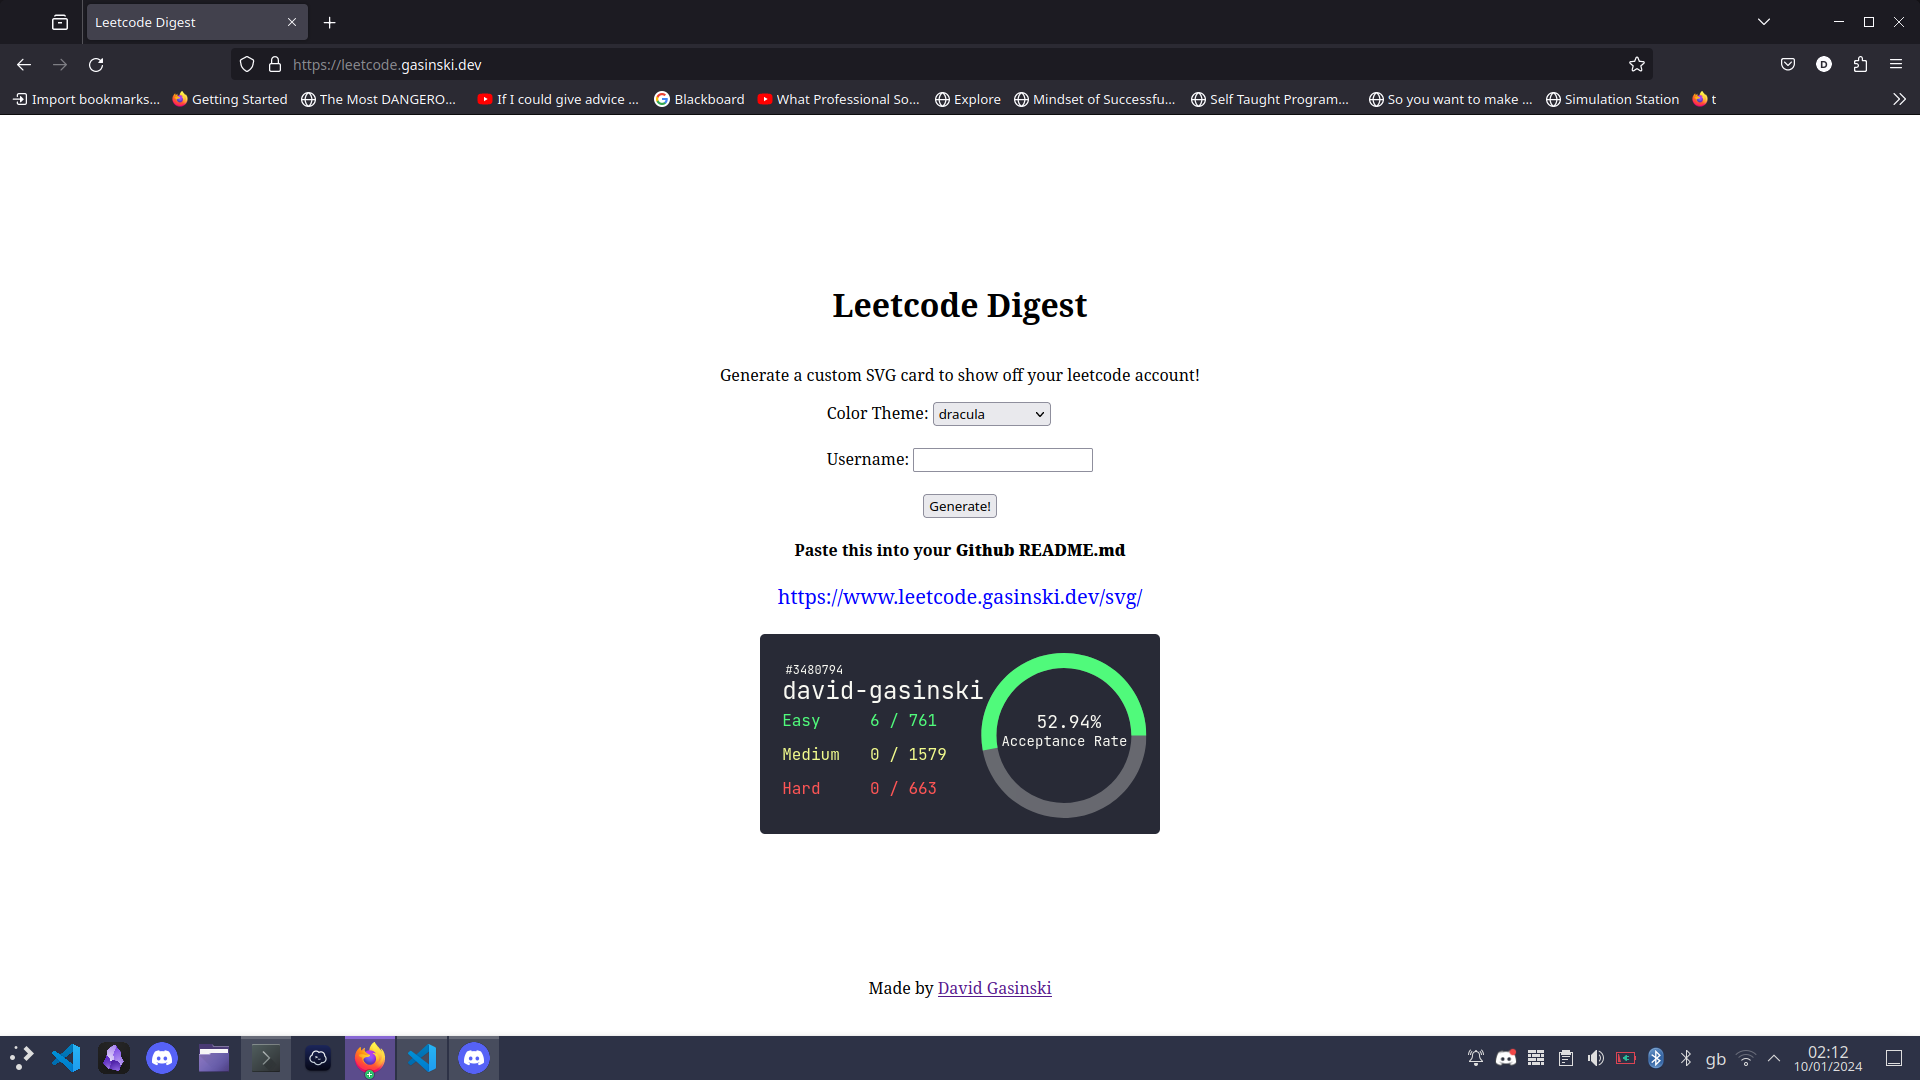 Leetcode Digest
https://leetcode.gasinski.dev
Import bookmarks... Getting Started The Most DANGERO... If I could give advice ... Blackboard What Professional So... Explore Mindset of Successfu... Self Taught Program... So you want to make ... Simulation Station t
Leetcode Digest
Generate a custom SVG card to show off your leetcode account!
Color Theme: dracula
Username:
Generate!
Paste this into your Github README.md
https://www.leetcode.gasinski.dev/svg/
#3480794
david-gasinski
Easy 6 / 761
Medium 0 / 1579
Hard 0 / 663
52.94%
Acceptance Rate
Made by David Gasinski
gb
02:12
10/01/2024